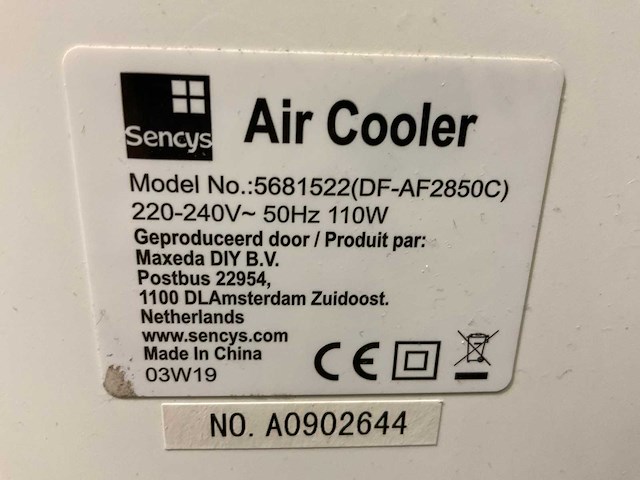 Sencys
Air Cooler
Model No.:5681522(DF-AF2850C)
220-240V~ 50Hz 110W
Geproduceerd door / Produit par:
Maxeda DIY B.V.
Postbus 22954,
1100 DLAmsterdam Zuidoost.
Netherlands
www.sencys.com
Made In China
03W19
CE
NO. A0902644